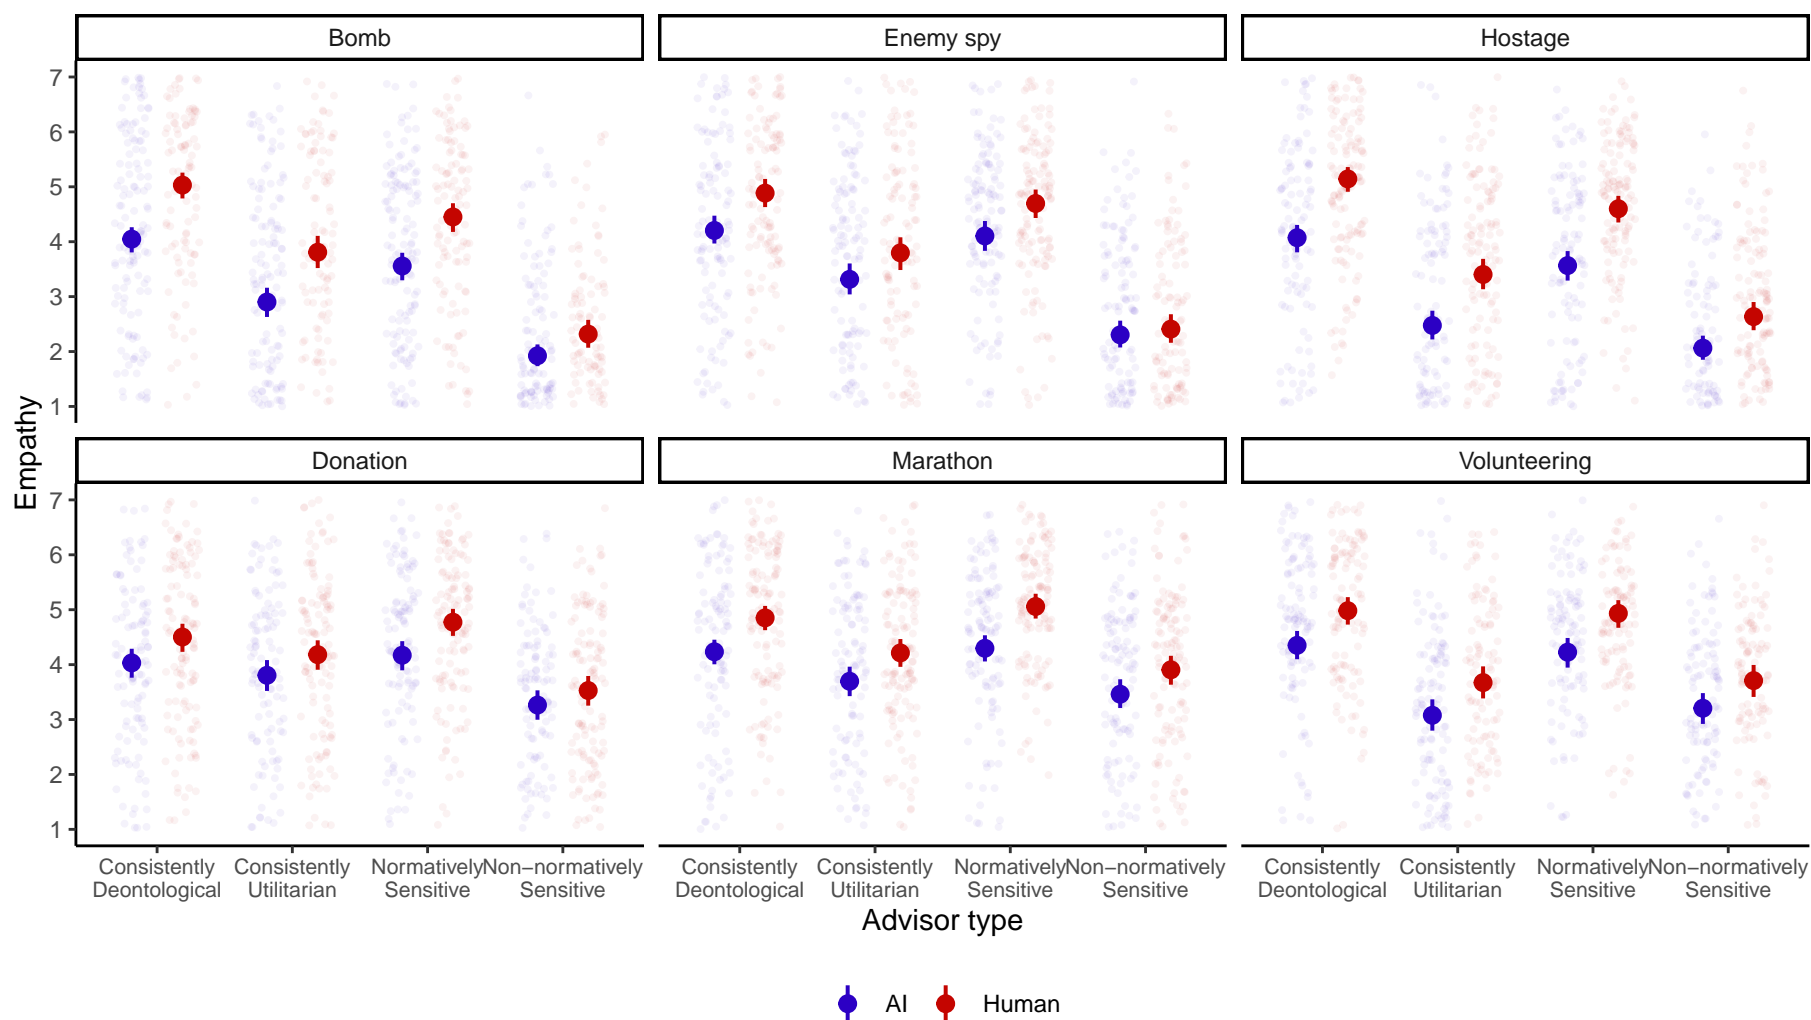 Bomb
Enemy spy
Hostage
7
6
5
4
3
2
1
Empathy
Donation
Marathon
Volunteering
7
6
5
4
3
2
1
Consistently Deontological
Consistently Utilitarian
Normatively Sensitive
Non−normatively Sensitive
Consistently Deontological
Consistently Utilitarian
Normatively Sensitive
Non−normatively Sensitive
Consistently Deontological
Consistently Utilitarian
Normatively Sensitive
Non−normatively Sensitive
Advisor type
AI
Human